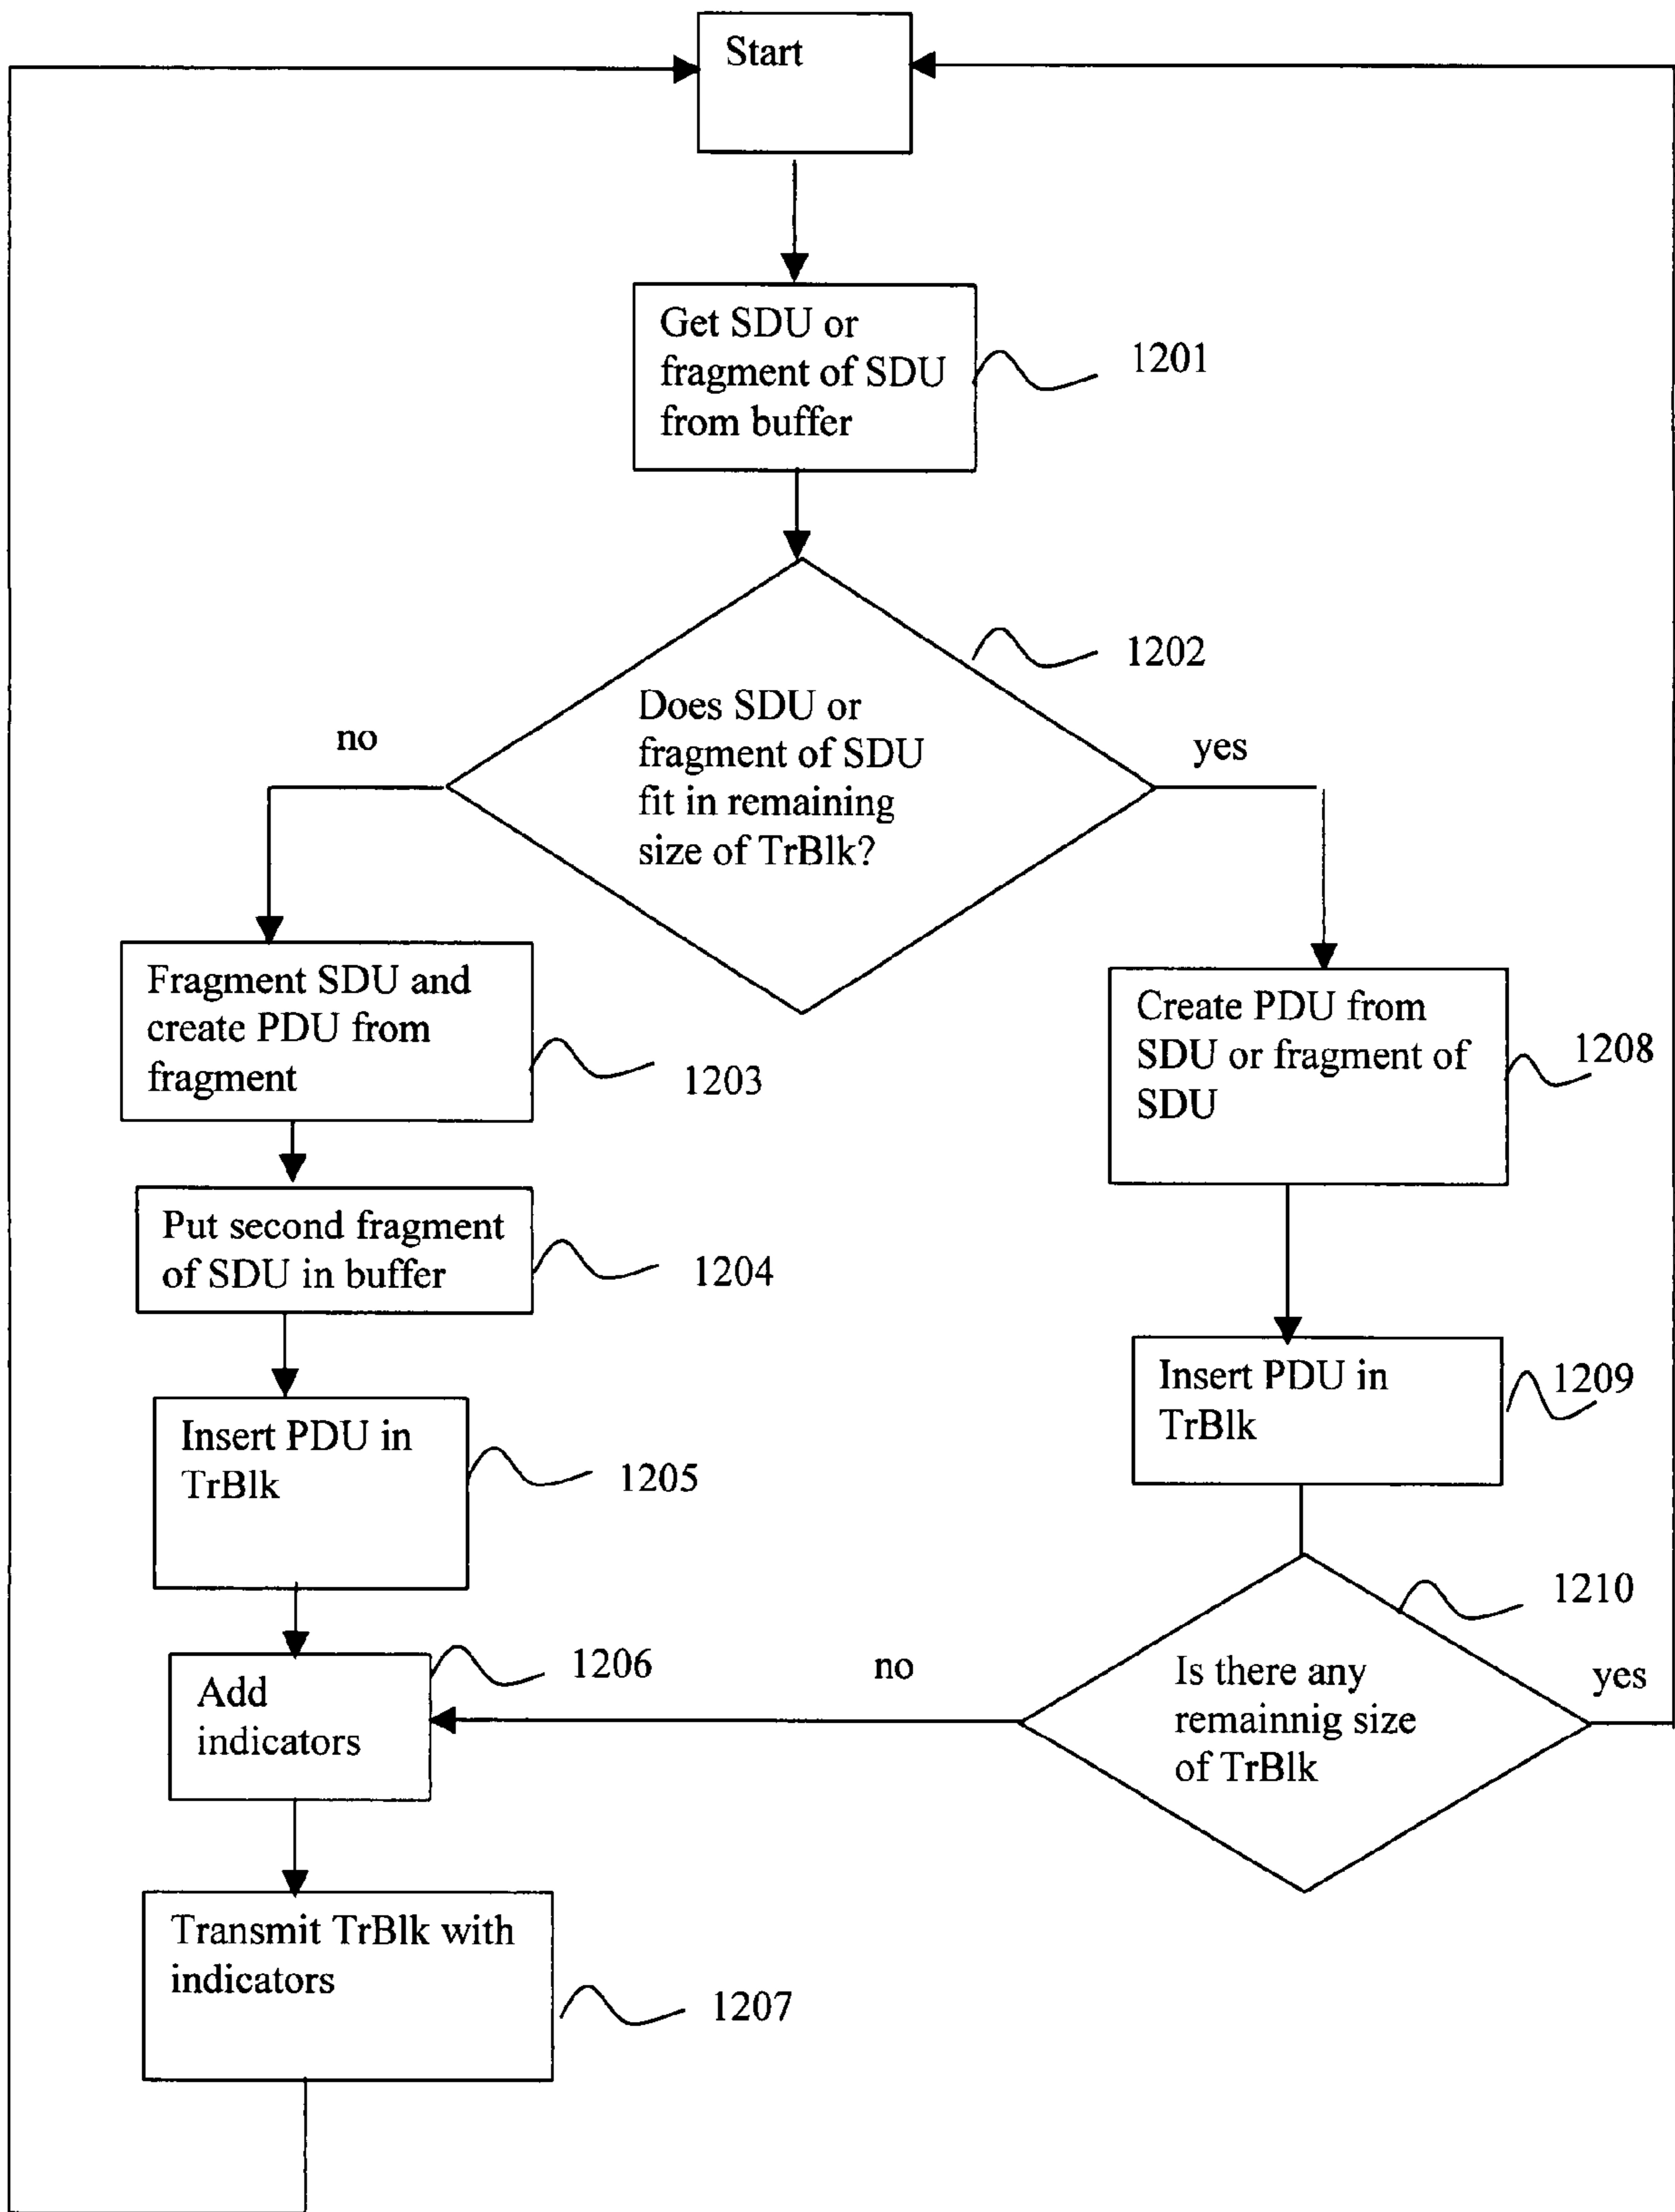 Start
Get SDU or
fragment of SDU
from buffer
1201
1202
Does SDU or
fragment of SDU
fit in remaining
size of TrBlk?
no
yes
Fragment SDU and
create PDU from
fragment
1203
Create PDU from
SDU or fragment of
SDU
1208
Put second fragment
of SDU in buffer
1204
Insert PDU in
TrBlk
1209
Insert PDU in
TrBlk
1205
1210
Add
indicators
1206
no
Is there any
remainnig size
of TrBlk
yes
Transmit TrBlk with
indicators
1207